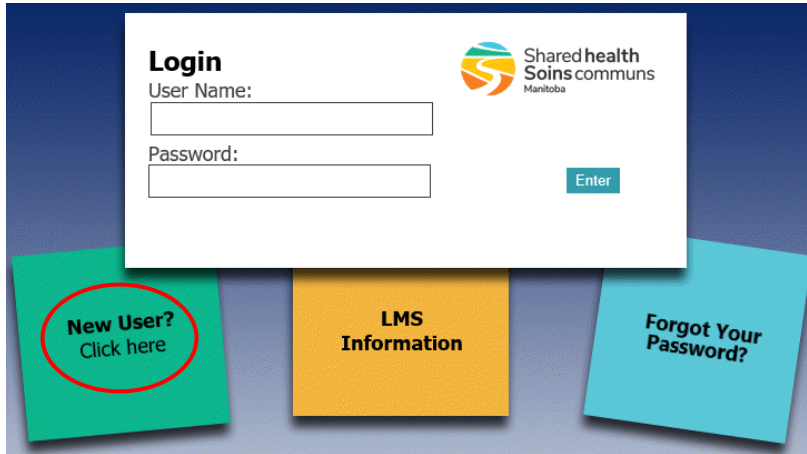 Login
User Name:
Password:
Shared health
Soins communs
Manitoba
Enter
New User?
Click here
LMS
Information
Forgot Your
Password?